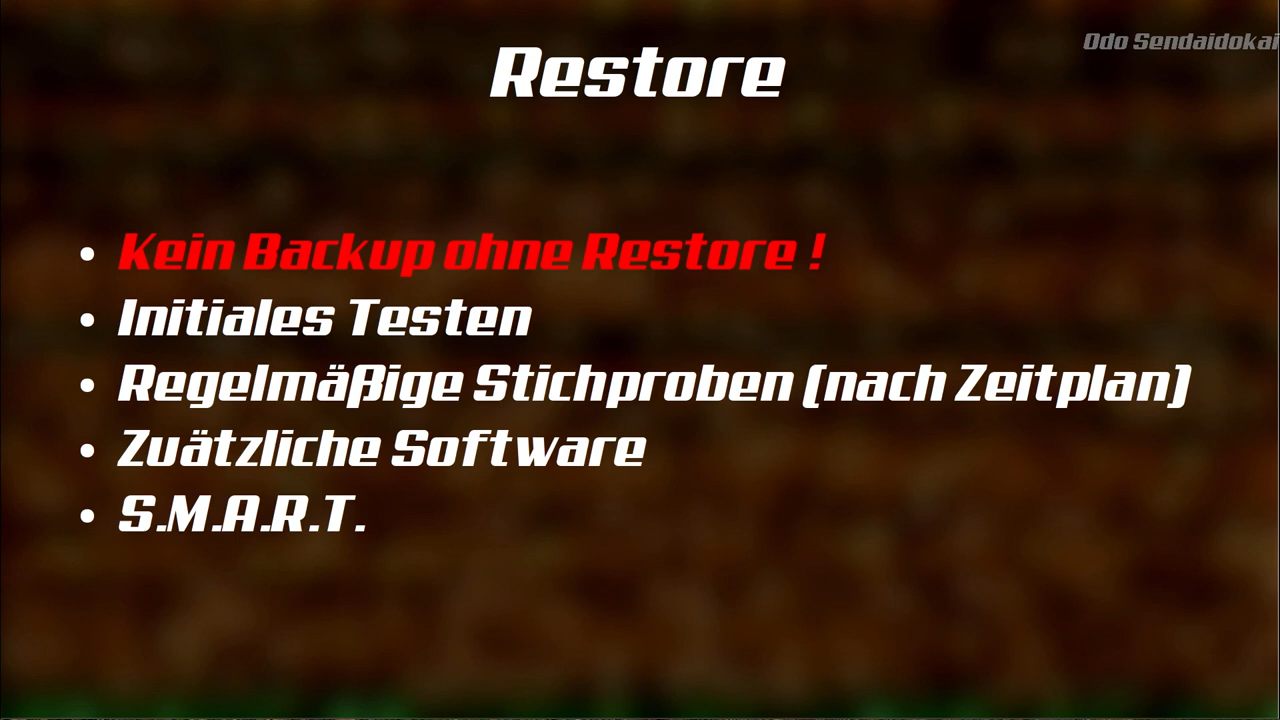 Odo Sendaidokai
Restore
• Kein Backup ohne Restore !
• Initiales Testen
• Regelmäßige Stichproben (nach Zeitplan)
• Zuätzliche Software
• S.M.A.R.T.